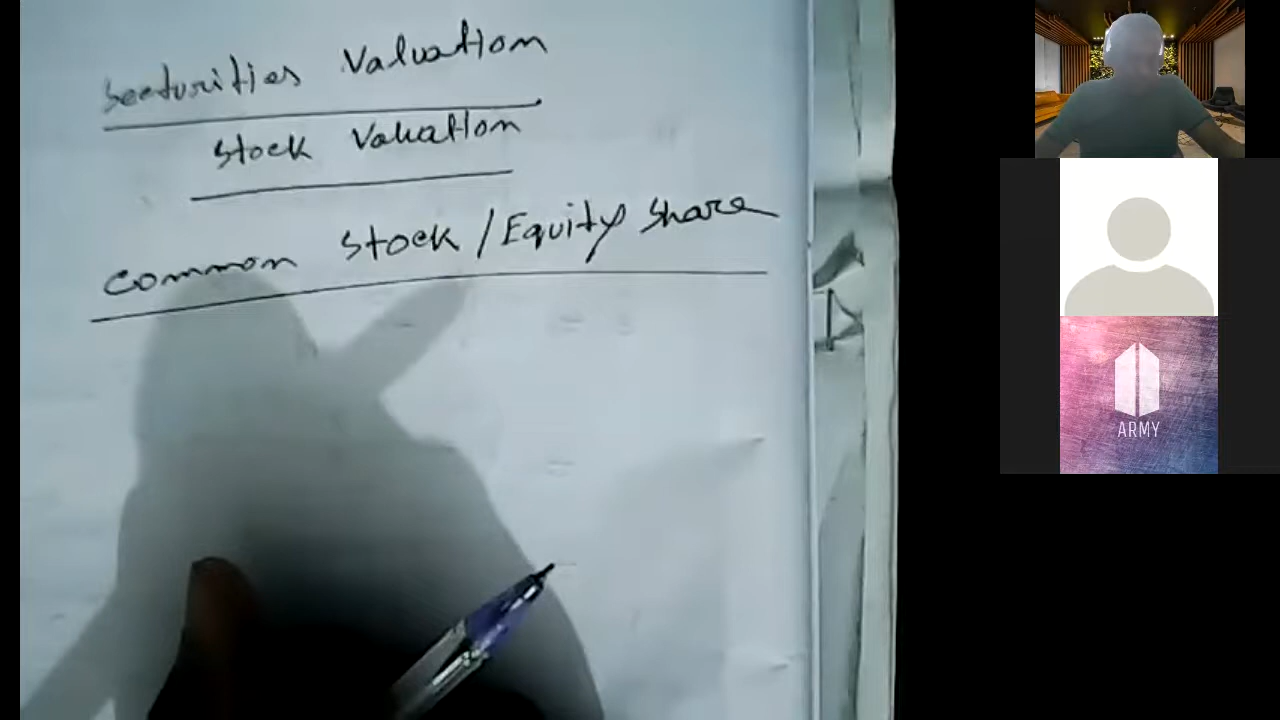 Securities Valuation
Stock Valuation
Common Stock / Equity Share
ARMY